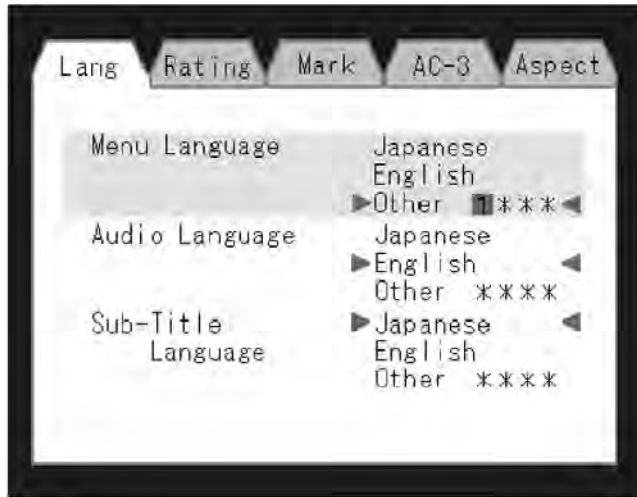 Lang Rating Mark AC-3 Aspect
Menu Language Japanese
English
▶Other 1***◀
Audio Language Japanese
▶English ◀
Other ****
Sub-Title ▶Japanese ◀
Language English
Other ****